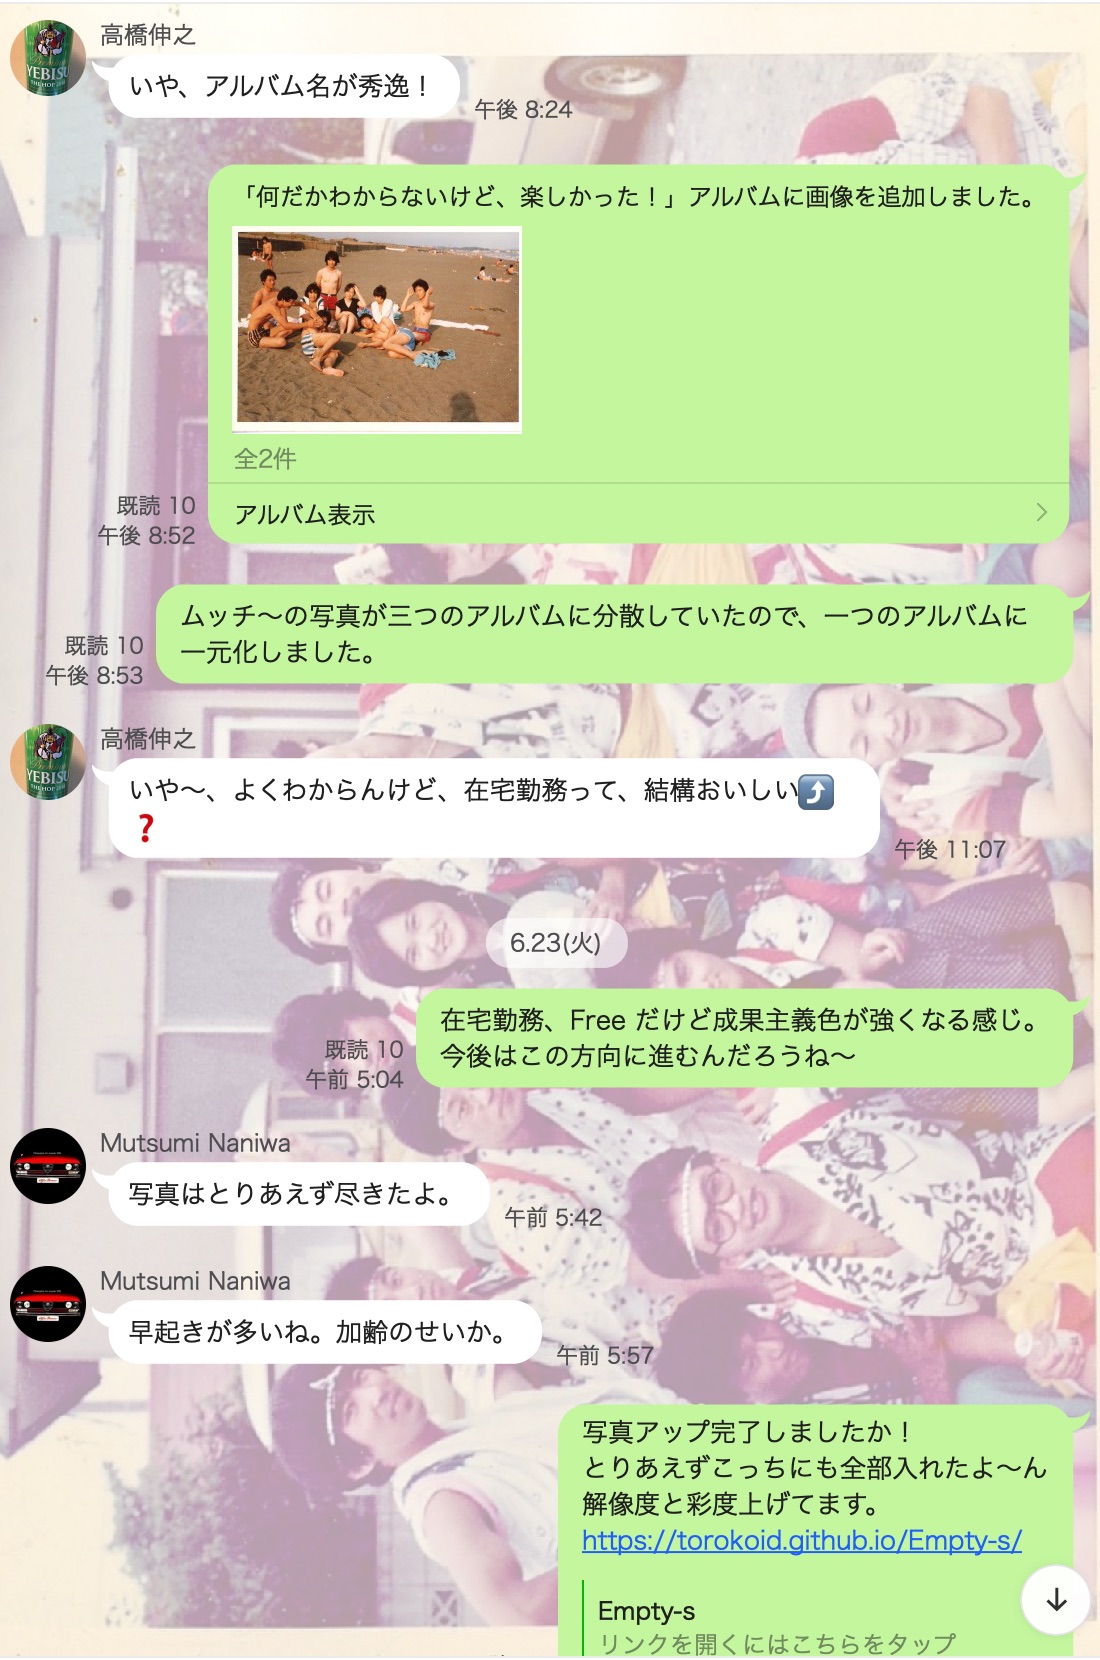 高橋伸之
いや、アルバム名が秀逸！
午後 8:24
「何だかわからないけど、楽しかった！」アルバムに画像を追加しました。
全2件
アルバム表示
既読 10
午後 8:52
ムッチ〜の写真が三つのアルバムに分散していたので、一つのアルバムに
一元化しました。
既読 10
午後 8:53
高橋伸之
いや〜、よくわからんけど、在宅勤務って、結構おいしい⤴️
❓
午後 11:07
6.23(火)
在宅勤務、Free だけど成果主義色が強くなる感じ。
今後はこの方向に進むんだろうね〜
既読 10
午前 5:04
Mutsumi Naniwa
写真はとりあえず尽きたよ。
午前 5:42
Mutsumi Naniwa
早起きが多いね。加齢のせいか。
午前 5:57
写真アップ完了しましたか！
とりあえずこっちにも全部入れたよ〜ん
解像度と彩度上げてます。
https://torokoid.github.io/Empty-s/
Empty-s
リンクを開くにはこちらをタップ
YEBISU
YEBISU